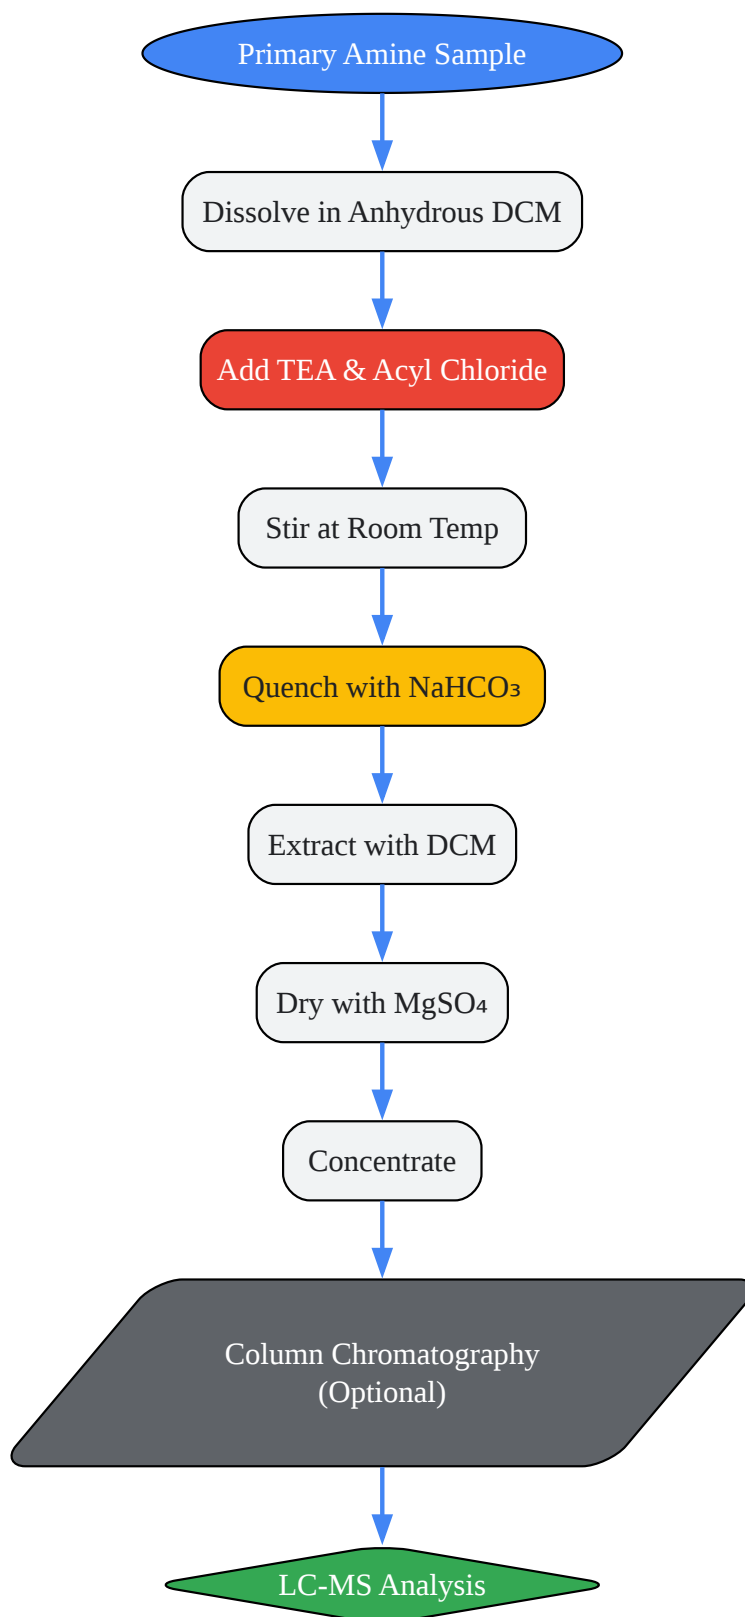 Primary Amine Sample
Dissolve in Anhydrous DCM
Add TEA & Acyl Chloride
Stir at Room Temp
Quench with NaHCO₃
Extract with DCM
Dry with MgSO₄
Concentrate
Column Chromatography
(Optional)
LC-MS Analysis